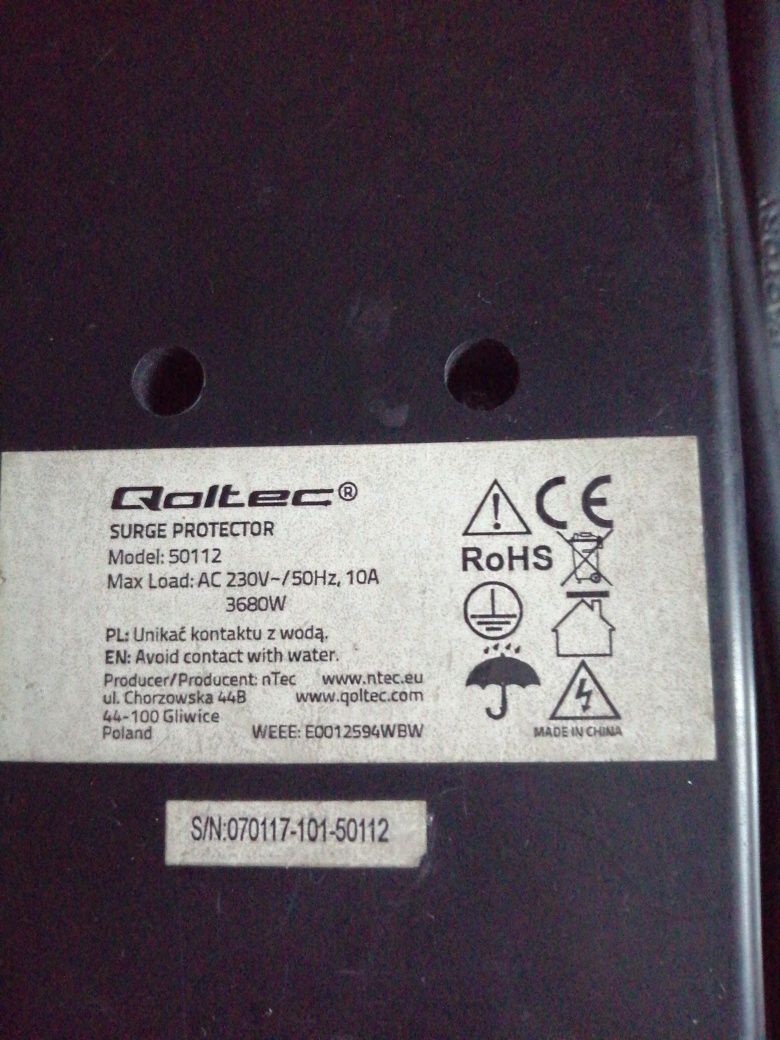 Qoltec®
SURGE PROTECTOR
Model: 50112
Max Load: AC 230V~/50Hz, 10A
3680W
PL: Unikać kontaktu z wodą.
EN: Avoid contact with water.
Producer/Producent: nTec www.ntec.eu
ul. Chorzowska 44B www.qoltec.com
44-100 Gliwice
Poland WEEE: E0012594WBW
CE
RoHS
MADE IN CHINA
S/N:070117-101-50112